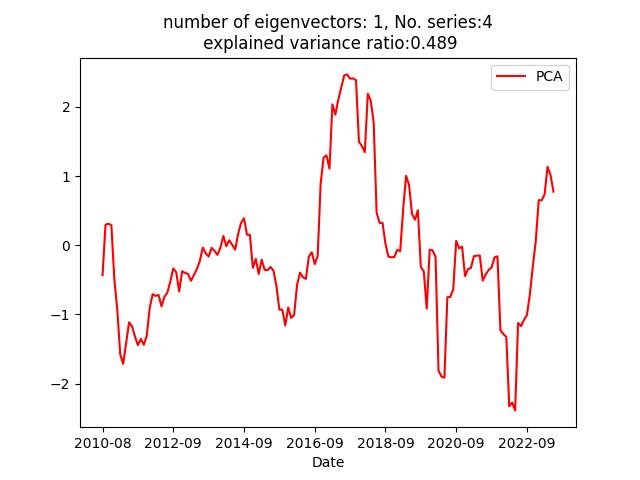 number of eigenvectors: 1, No. series:4
explained variance ratio:0.489
PCA
2
1
0
−1
−2
2010-08 2012-09 2014-09 2016-09 2018-09 2020-09 2022-09
Date